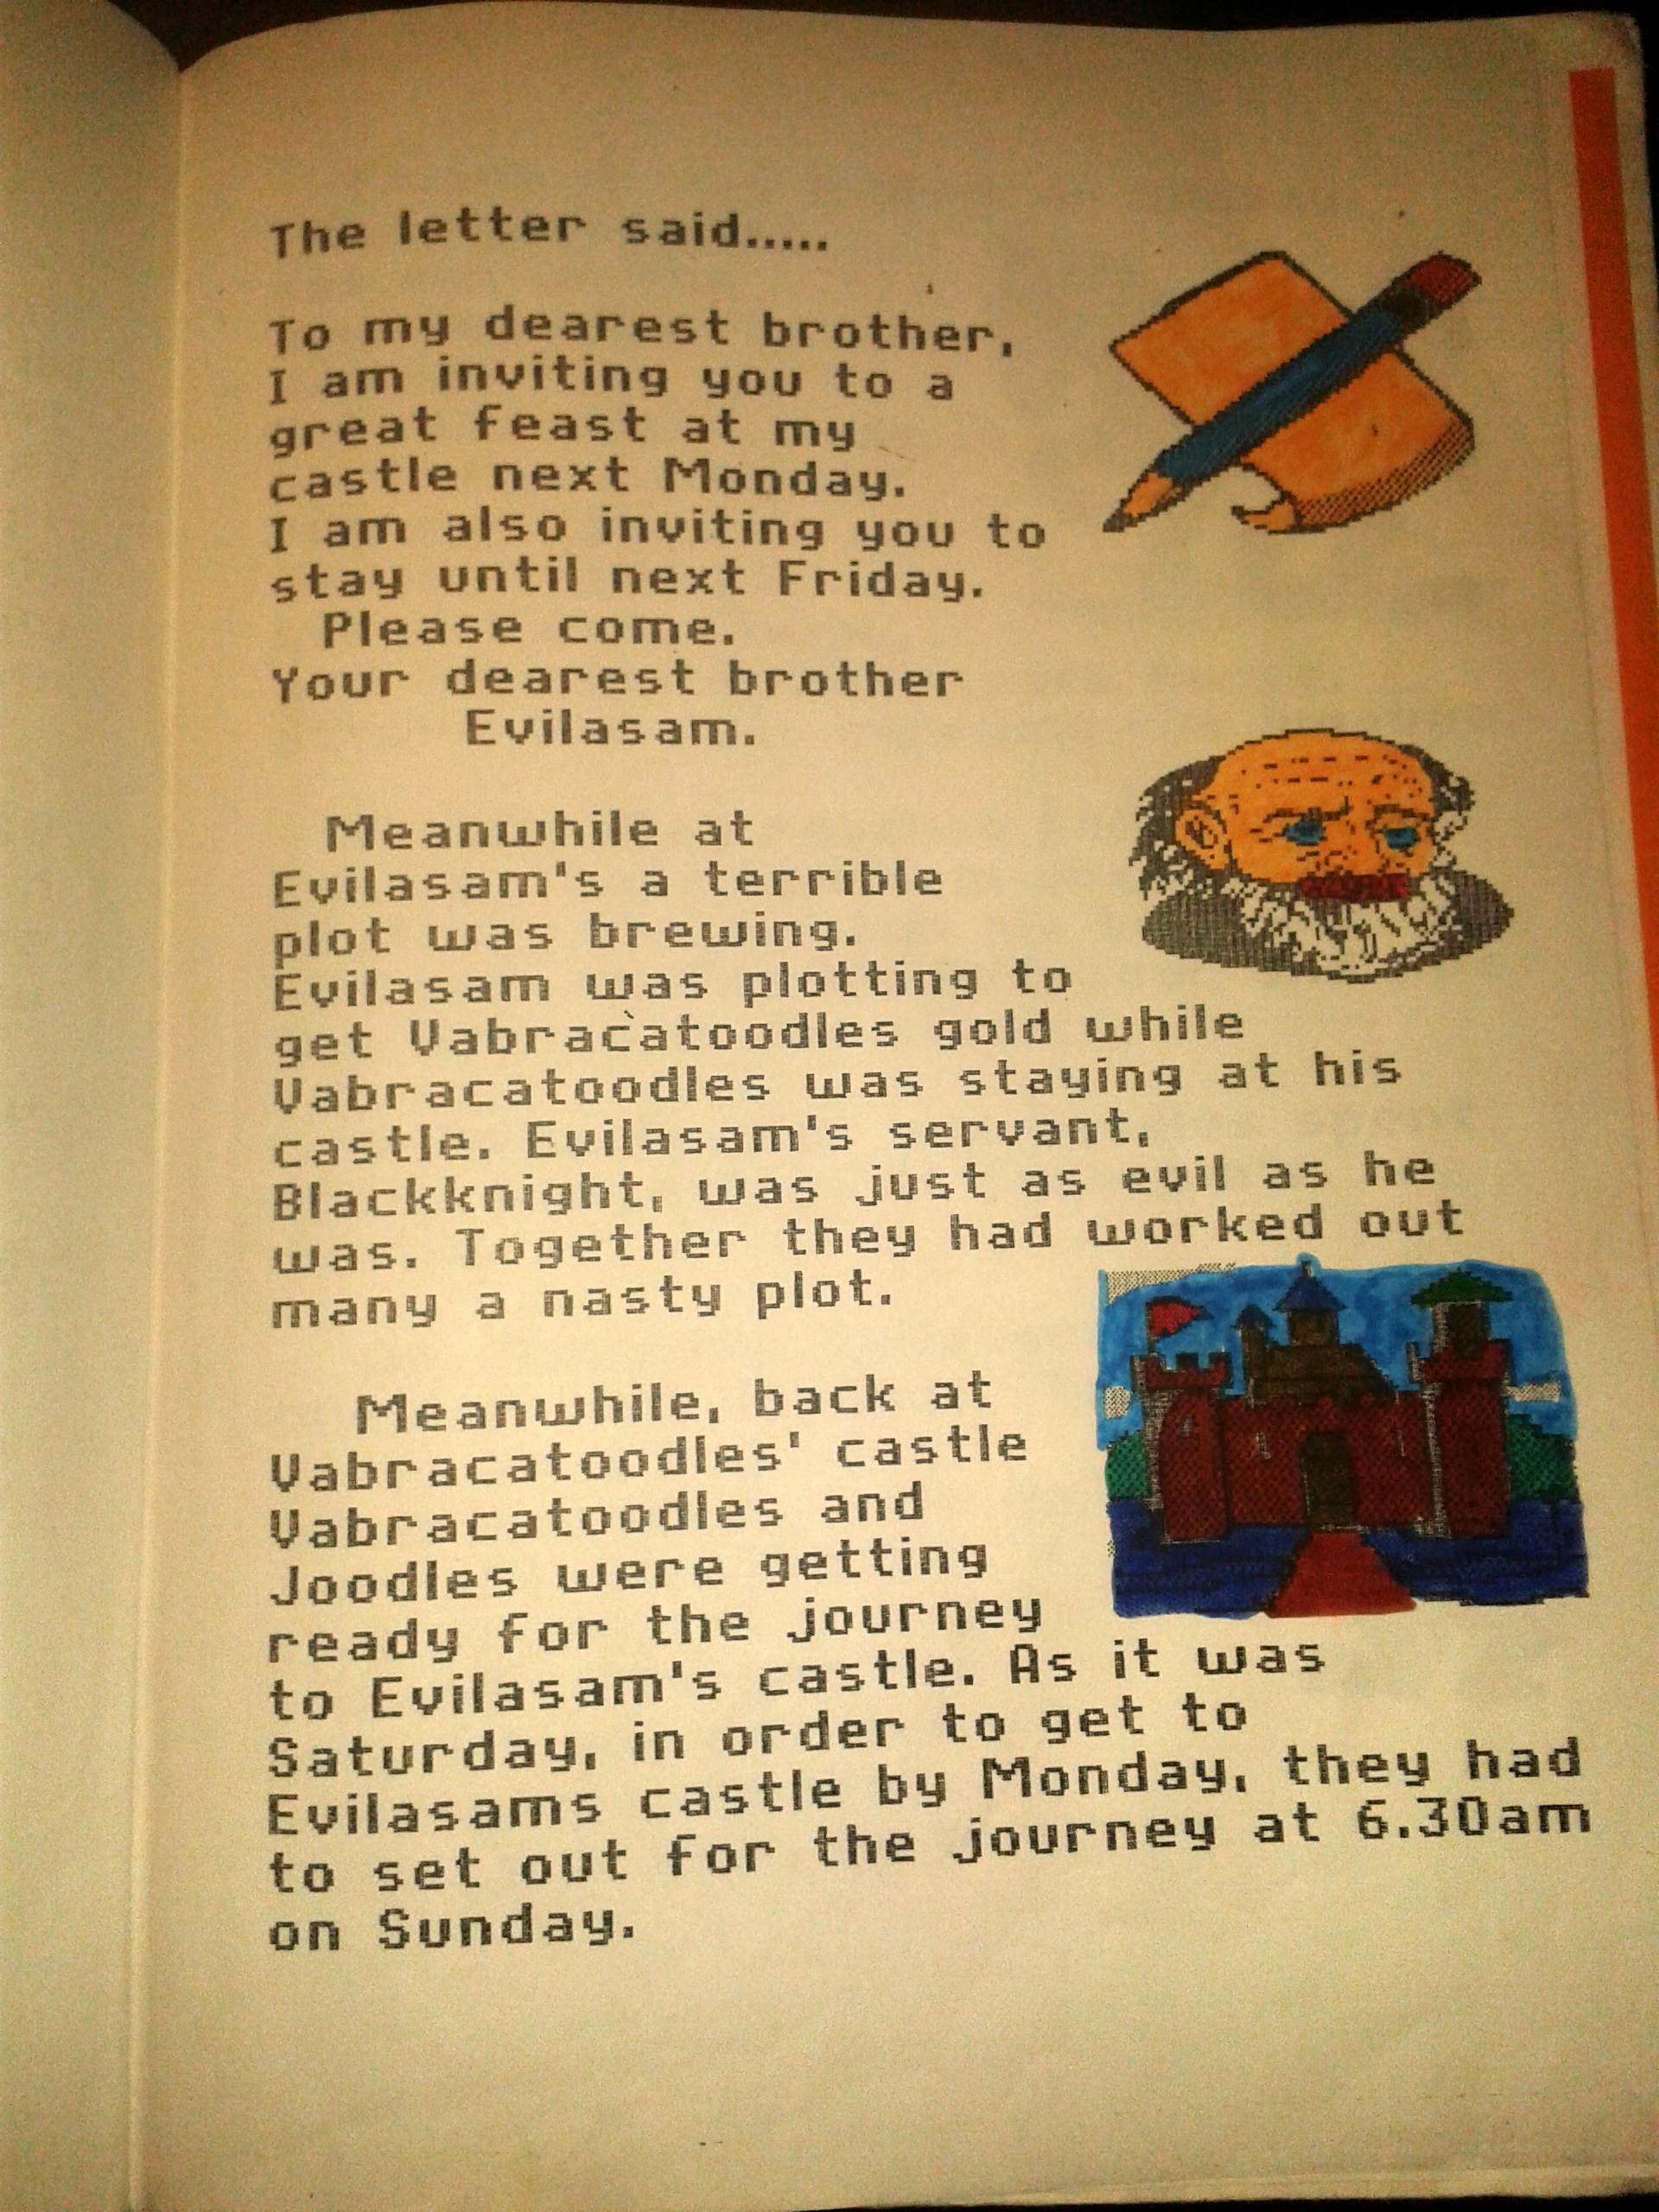 The letter said.....
To my dearest brother,
I am inviting you to a
great feast at my
castle next Monday.
I am also inviting you to
stay until next Friday.
Please come.
Your dearest brother
Evilasam.
Meanwhile at
Evilasam's a terrible
plot was brewing.
Evilasam was plotting to
get Vabracatoodles gold while
Vabracatoodles was staying at his
castle. Evilasam's servant,
Blackknight, was just as evil as he
was. Together they had worked out
many a nasty plot.
Meanwhile, back at
Vabracatoodles' castle
Vabracatoodles and
Joodles were getting
ready for the journey
to Evilasam's castle. As it was
Saturday, in order to get to
Evilasams castle by Monday, they had
to set out for the journey at 6.30am
on Sunday.